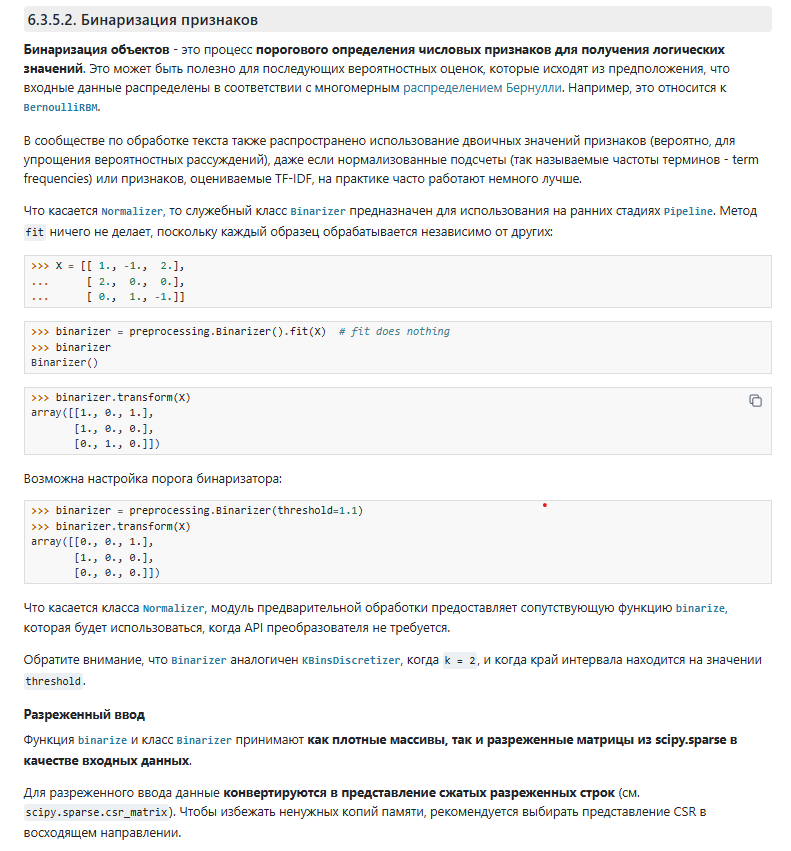 6.3.5.2. Бинаризация признаков
Бинаризация объектов - это процесс порогового определения числовых признаков для получения логических
значений. Это может быть полезно для последующих вероятностных оценок, которые исходят из предположения, что
входные данные распределены в соответствии с многомерным распределением Бернулли. Например, это относится к
BernoulliRBM.
В сообществе по обработке текста также распространено использование двоичных значений признаков (вероятно, для
упрощения вероятностных рассуждений), даже если нормализованные подсчеты (так называемые частоты терминов - term
frequencies) или признаков, оцениваемые TF-IDF, на практике часто работают немного лучше.
Что касается Normalizer, то служебный класс Binarizer предназначен для использования на ранних стадиях Pipeline. Метод
fit ничего не делает, поскольку каждый образец обрабатывается независимо от других:
>>> X = [[ 1., -1.,  2.],
...      [ 2.,  0.,  0.],
...      [ 0.,  1., -1.]]
>>> binarizer = preprocessing.Binarizer().fit(X)  # fit does nothing
>>> binarizer
Binarizer()
>>> binarizer.transform(X)
array([[1., 0., 1.],
       [1., 0., 0.],
       [0., 1., 0.]])
Возможна настройка порога бинаризатора:
>>> binarizer = preprocessing.Binarizer(threshold=1.1)
>>> binarizer.transform(X)
array([[0., 0., 1.],
       [1., 0., 0.],
       [0., 0., 0.]])
Что касается класса Normalizer, модуль предварительной обработки предоставляет сопутствующую функцию binarize,
которая будет использоваться, когда API преобразователя не требуется.
Обратите внимание, что Binarizer аналогичен KBinsDiscretizer, когда k = 2, и когда край интервала находится на значении
threshold.
Разреженный ввод
Функция binarize и класс Binarizer принимают как плотные массивы, так и разреженные матрицы из scipy.sparse в
качестве входных данных.
Для разреженного ввода данные конвертируются в представление сжатых разреженных строк (см.
scipy.sparse.csr_matrix). Чтобы избежать ненужных копий памяти, рекомендуется выбирать представление CSR в
восходящем направлении.